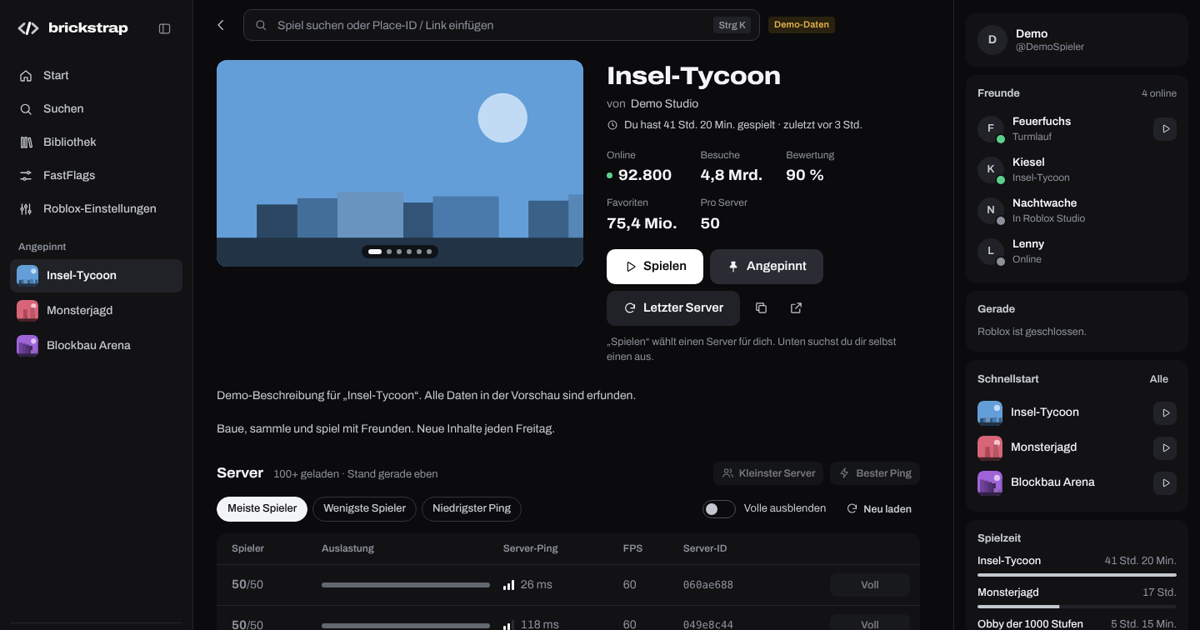 brickstrap
Start
Suchen
Bibliothek
FastFlags
Roblox-Einstellungen
Angepinnt
Insel-Tycoon
Monsterjagd
Blockbau Arena
Spiel suchen oder Place-ID / Link einfügen
Strg K
Demo-Daten
Insel-Tycoon
von Demo Studio
Du hast 41 Std. 20 Min. gespielt · zuletzt vor 3 Std.
Online Besuche Bewertung
92.800 4,8 Mrd. 90 %
Favoriten Pro Server
75,4 Mio. 50
Spielen
Angepinnt
Letzter Server
„Spielen“ wählt einen Server für dich. Unten suchst du dir selbst
einen aus.
Demo-Beschreibung für „Insel-Tycoon“. Alle Daten in der Vorschau sind erfunden.
Baue, sammle und spiel mit Freunden. Neue Inhalte jeden Freitag.
Server 100+ geladen · Stand gerade eben
Kleinster Server
Bester Ping
Meiste Spieler
Wenigste Spieler
Niedrigster Ping
Volle ausblenden
Neu laden
Spieler Auslastung Server-Ping FPS Server-ID
50/50 26 ms 60 060ae688 Voll
50/50 118 ms 60 049e8c44 Voll
D
Demo
@DemoSpieler
Freunde 4 online
F
Feuerfuchs
Turmlauf
K
Kiesel
Insel-Tycoon
N
Nachtwache
In Roblox Studio
L
Lenny
Online
Gerade
Roblox ist geschlossen.
Schnellstart Alle
Insel-Tycoon
Monsterjagd
Blockbau Arena
Spielzeit
Insel-Tycoon 41 Std. 20 Min.
Monsterjagd 17 Std.
Obby der 1000 Stufen 5 Std. 15 Min.